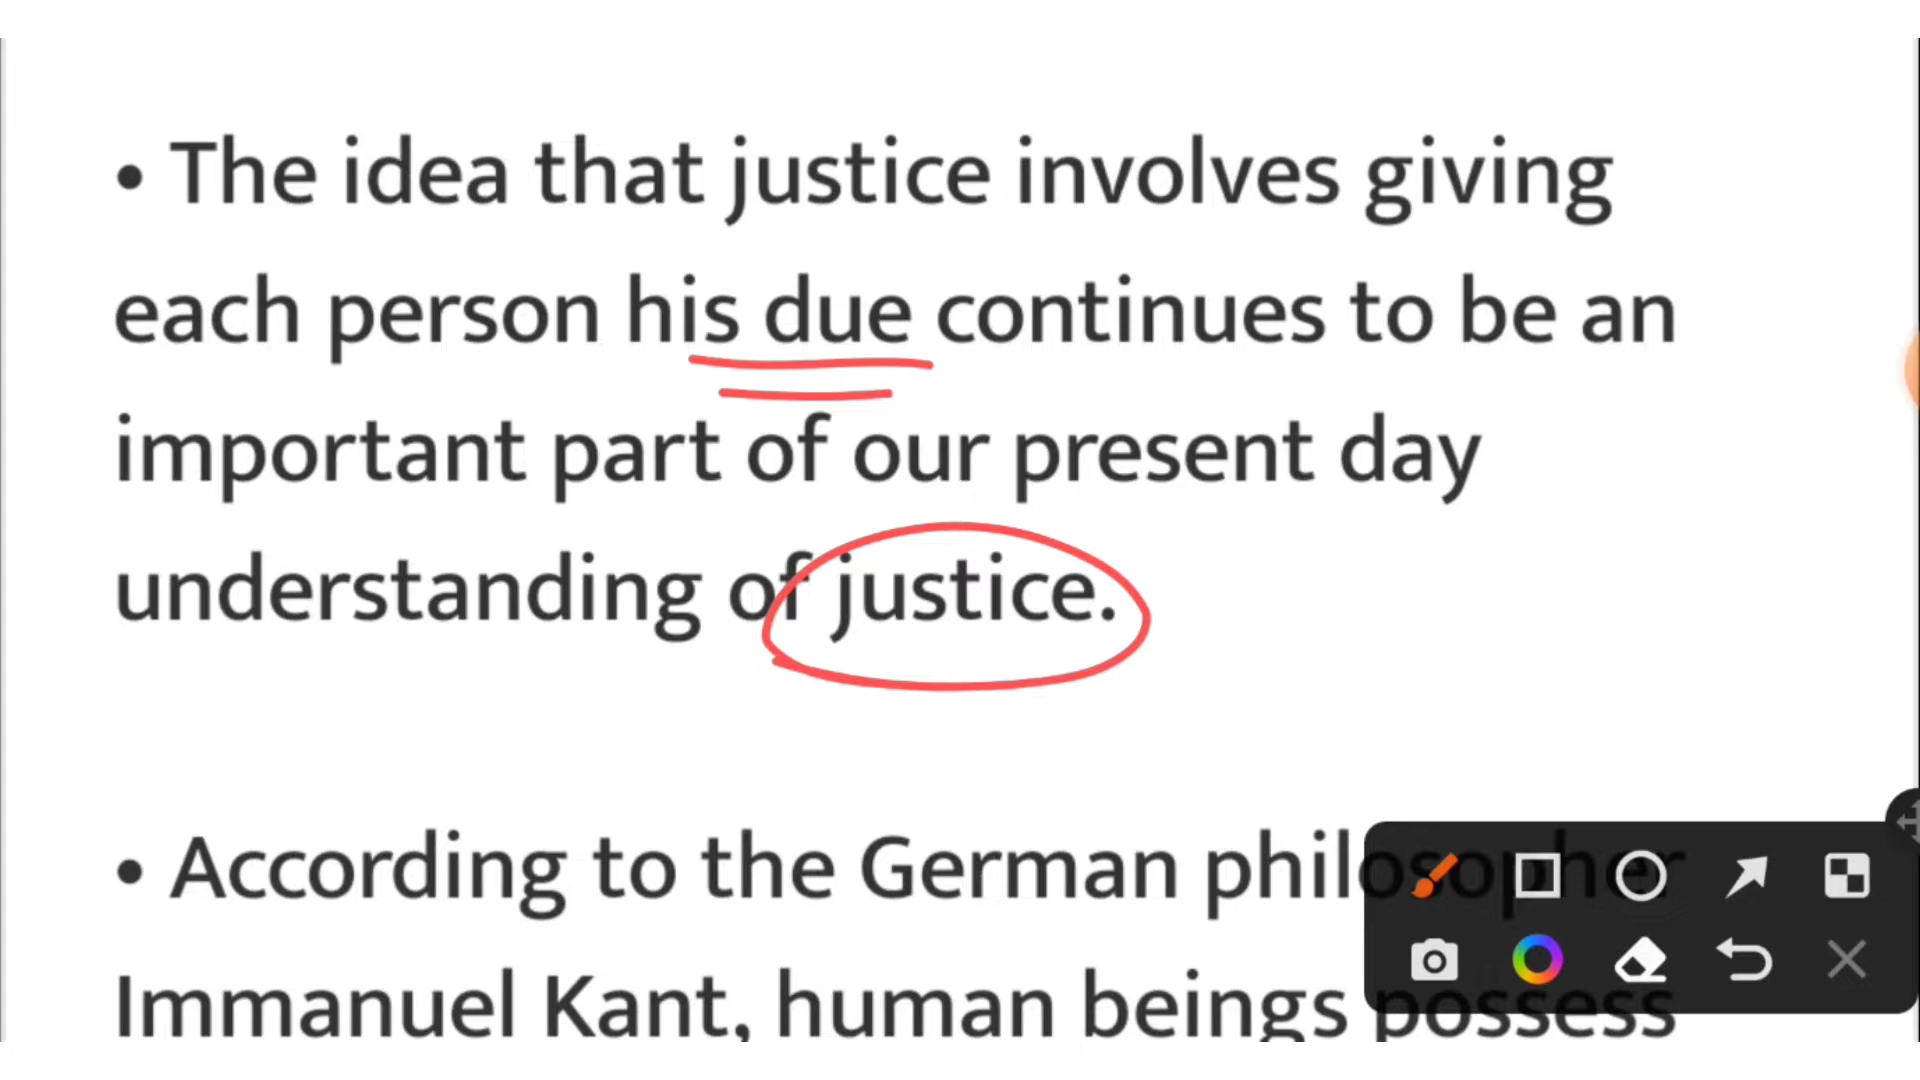 • The idea that justice involves giving
each person his due continues to be an
important part of our present day
understanding of justice.
• According to the German philosopher
Immanuel Kant, human beings possess